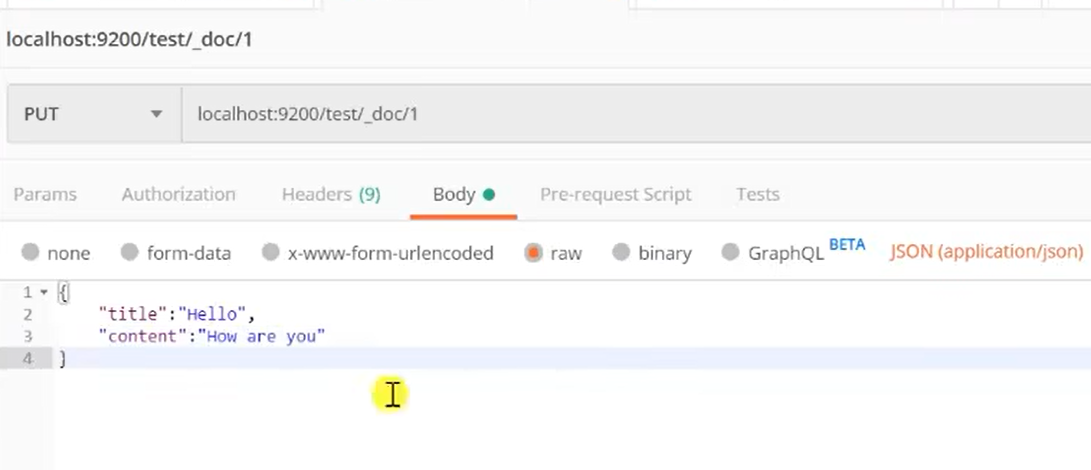 localhost:9200/test/_doc/1
PUT localhost:9200/test/_doc/1
Params Authorization Headers (9) Body Pre-request Script Tests
none form-data x-www-form-urlencoded raw binary GraphQL BETA JSON (application/json)
1 {
2 "title":"Hello",
3 "content":"How are you"
4 }